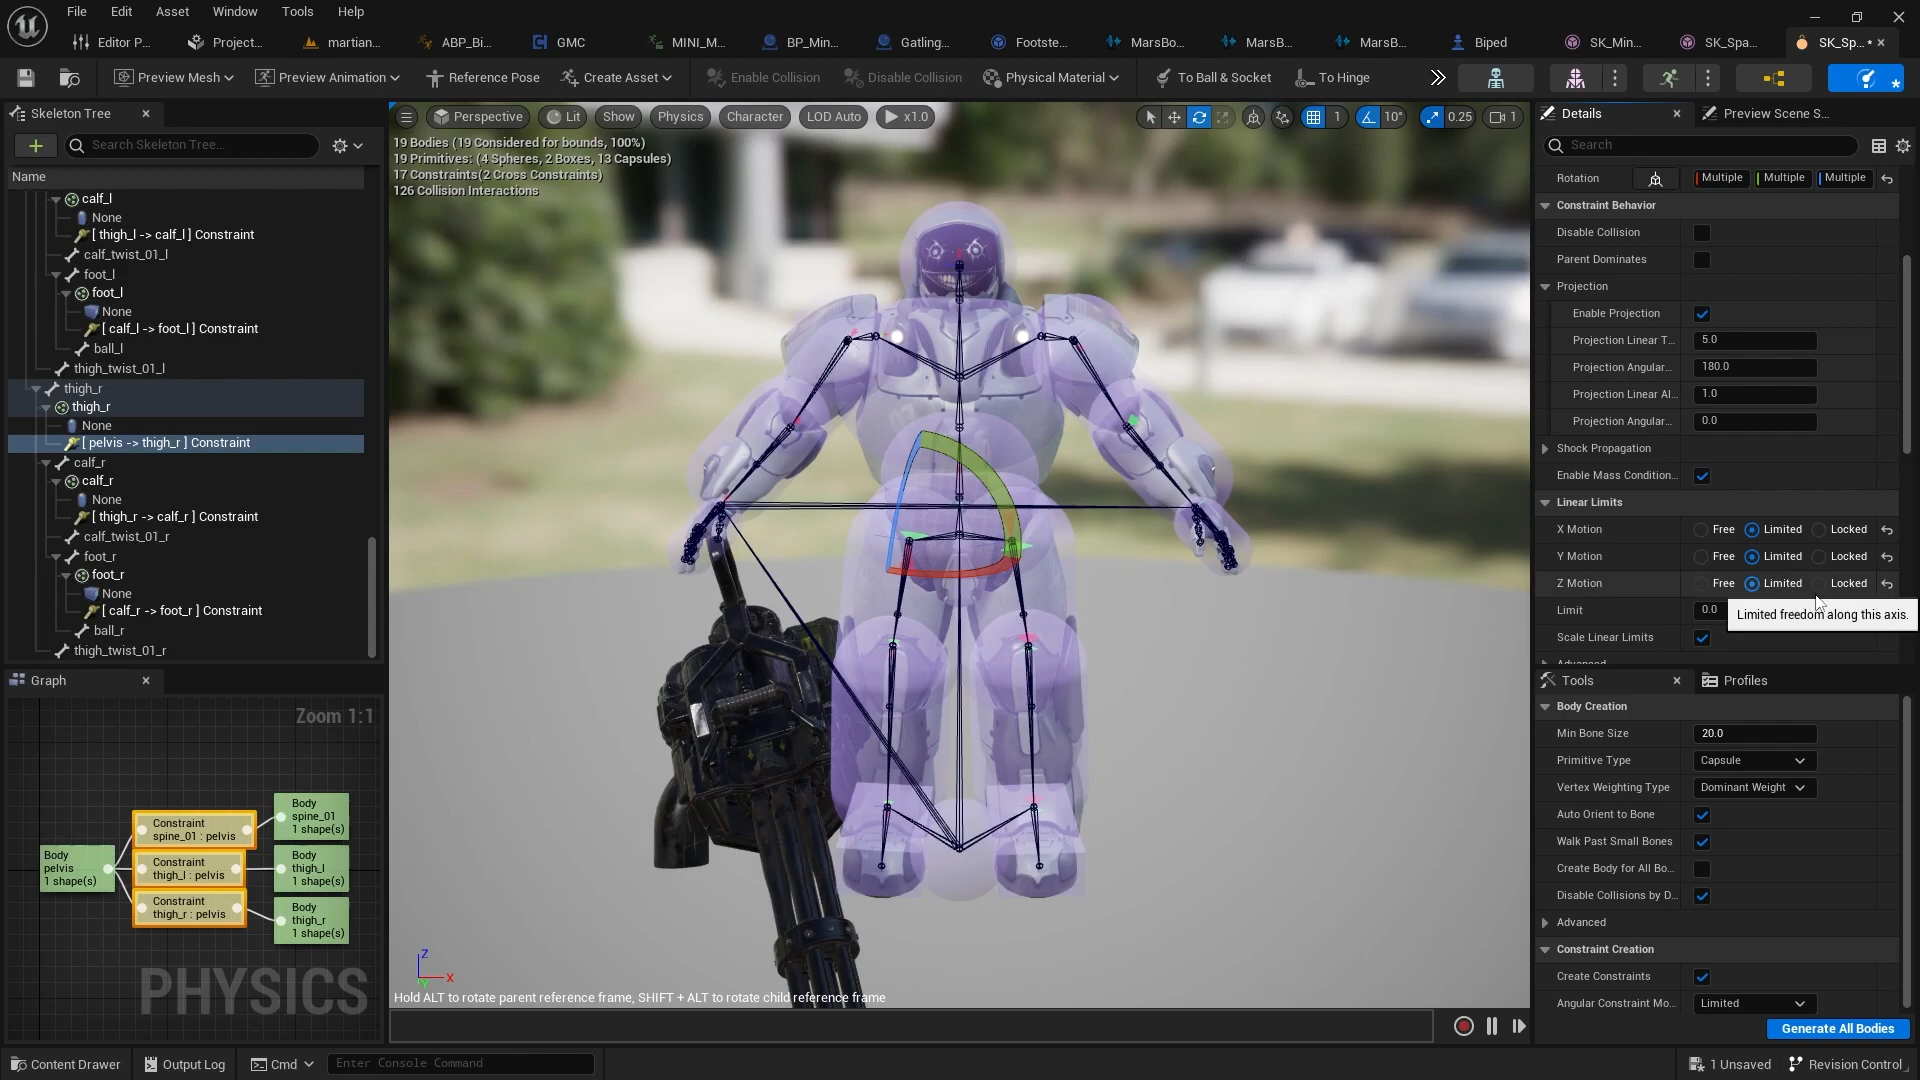 File Edit Asset Window Tools Help
Editor P... Project... martian... ABP_Bi... GMC MINI_M... BP_Min... Gatling... Footste... MarsBo... MarsB... MarsB... Biped SK_Min... SK_Spa... SK_Sp... *
Preview Mesh Preview Animation Reference Pose Create Asset Enable Collision Disable Collision Physical Material To Ball & Socket To Hinge
Skeleton Tree
Search Skeleton Tree...
Name
calf_l
None
[ thigh_l -> calf_l ] Constraint
calf_twist_01_l
foot_l
foot_l
None
[ calf_l -> foot_l ] Constraint
ball_l
thigh_twist_01_l
thigh_r
thigh_r
None
[ pelvis -> thigh_r ] Constraint
calf_r
calf_r
None
[ thigh_r -> calf_r ] Constraint
calf_twist_01_r
foot_r
foot_r
None
[ calf_r -> foot_r ] Constraint
ball_r
thigh_twist_01_r
Graph
Zoom 1:1
Body
pelvis
1 shape(s)
Constraint
spine_01 : pelvis
Constraint
thigh_l : pelvis
Constraint
thigh_r : pelvis
Body
spine_01
1 shape(s)
Body
thigh_l
1 shape(s)
Body
thigh_r
1 shape(s)
PHYSICS
Perspective Lit Show Physics Character LOD Auto x1.0 1 10° 0.25 1
19 Bodies (19 Considered for bounds, 100%)
19 Primitives: (4 Spheres, 2 Boxes, 13 Capsules)
17 Constraints(2 Cross Constraints)
126 Collision Interactions
Z
X
Y
Hold ALT to rotate parent reference frame, SHIFT + ALT to rotate child reference frame
Details Preview Scene S...
Search
Rotation Multiple Multiple Multiple
Constraint Behavior
Disable Collision
Parent Dominates
Projection
Enable Projection
Projection Linear T... 5.0
Projection Angular... 180.0
Projection Linear Al... 1.0
Projection Angular... 0.0
Shock Propagation
Enable Mass Condition...
Linear Limits
X Motion Free Limited Locked
Y Motion Free Limited Locked
Z Motion Free Limited Locked
Limit 0.0
Limited freedom along this axis.
Scale Linear Limits
Advanced
Tools Profiles
Body Creation
Min Bone Size 20.0
Primitive Type Capsule
Vertex Weighting Type Dominant Weight
Auto Orient to Bone
Walk Past Small Bones
Create Body for All Bo...
Disable Collisions by D...
Advanced
Constraint Creation
Create Constraints
Angular Constraint Mo... Limited
Generate All Bodies
Content Drawer Output Log Cmd Enter Console Command 1 Unsaved Revision Control